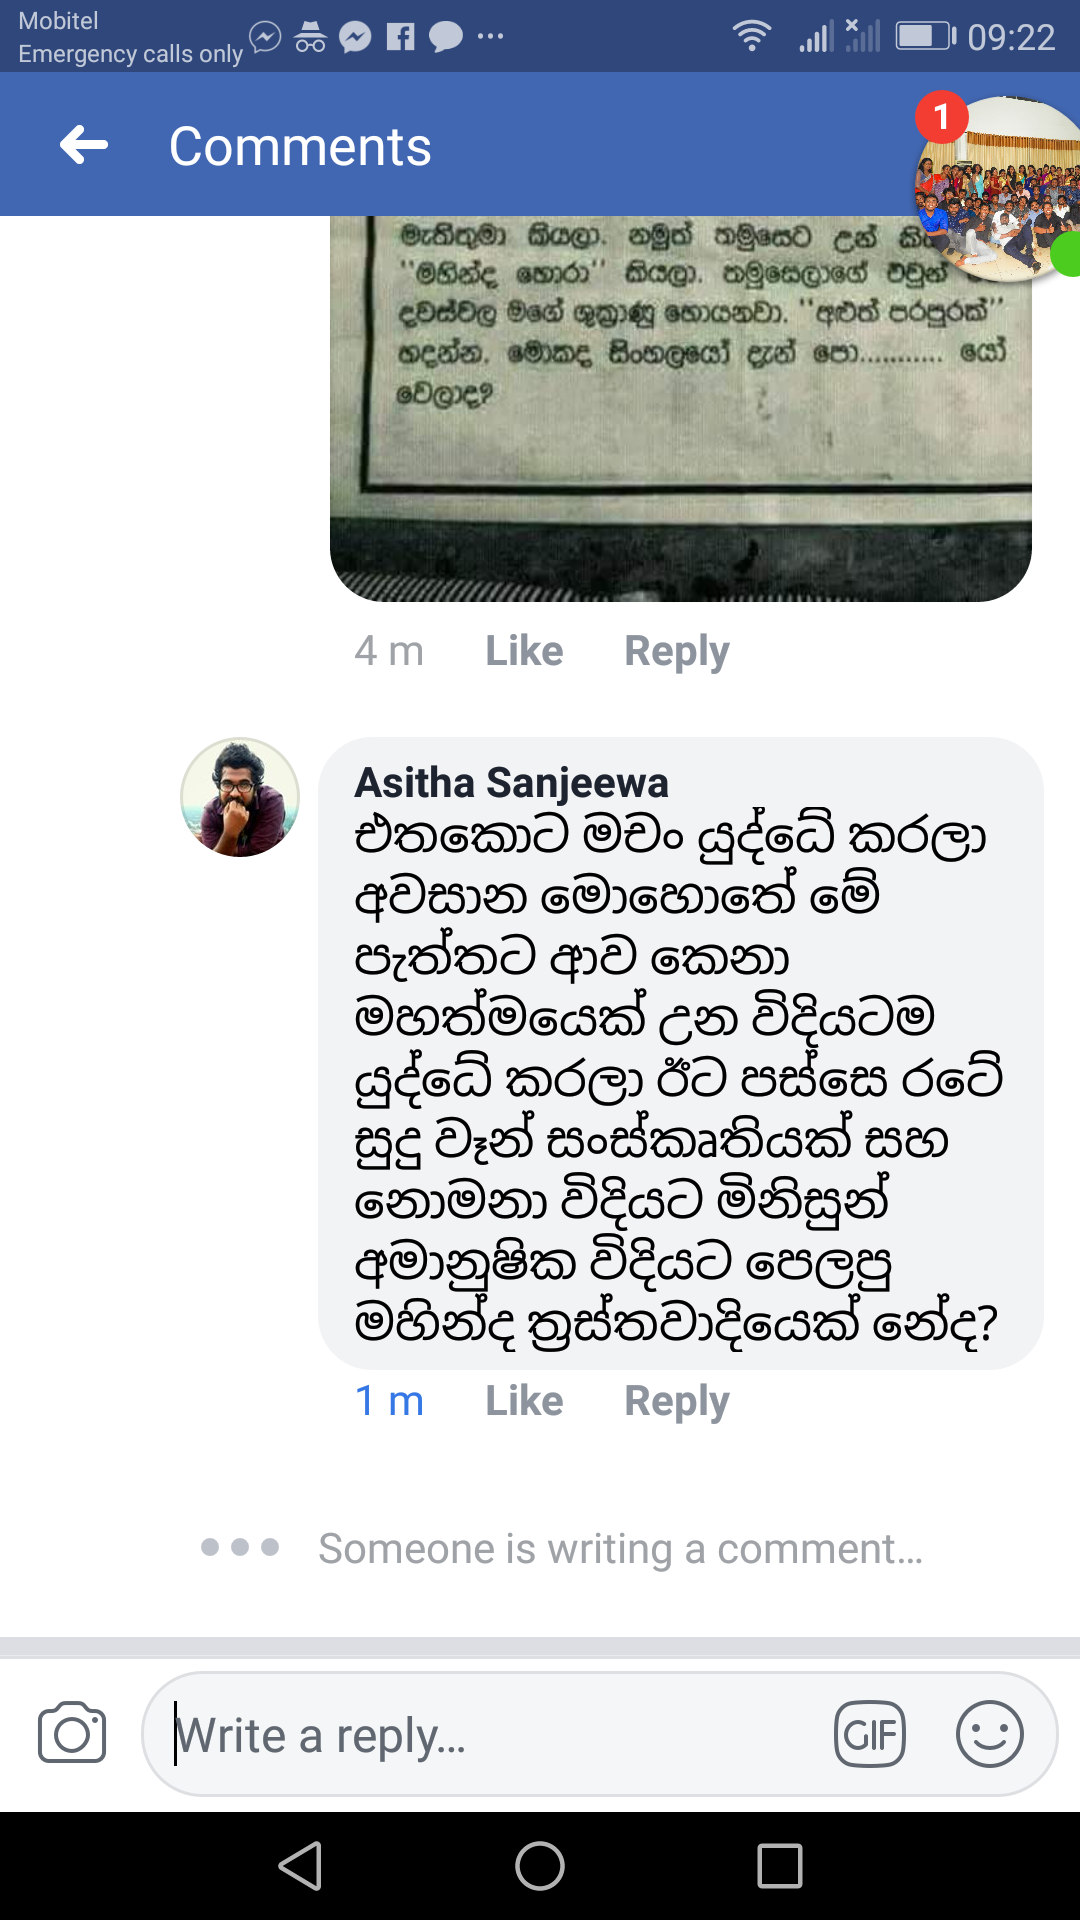 Mobitel
Emergency calls only
09:22
Comments
1
මැතිතුමා කියලා. නමුත් තමුසෙට උන්
"මහින්ද හොරා" කියලා. තමුසෙලාගේ එවුන්
දවස්වල මගේ ශුක්‍රාණු හොයනවා. "අළුත් පරපුරක්"
හදන්න. මොකද සිංහලයෝ දැන් පො........... යෝ
වෙලාද?
4 m Like Reply
Asitha Sanjeewa
එතකොට මචං යුද්ධේ කරලා
අවසාන මොහොතේ මේ
පැත්තට ආව කෙනා
මහත්මයෙක් උන විදියටම
යුද්ධේ කරලා ඊට පස්සෙ රටේ
සුදු වෑන් සංස්කෘතියක් සහ
නොමනා විදියට මිනිසුන්
අමානුෂික විදියට පෙලපු
මහින්ද ත්‍රස්තවාදියෙක් නේද?
1 m Like Reply
Someone is writing a comment...
Write a reply...
GIF